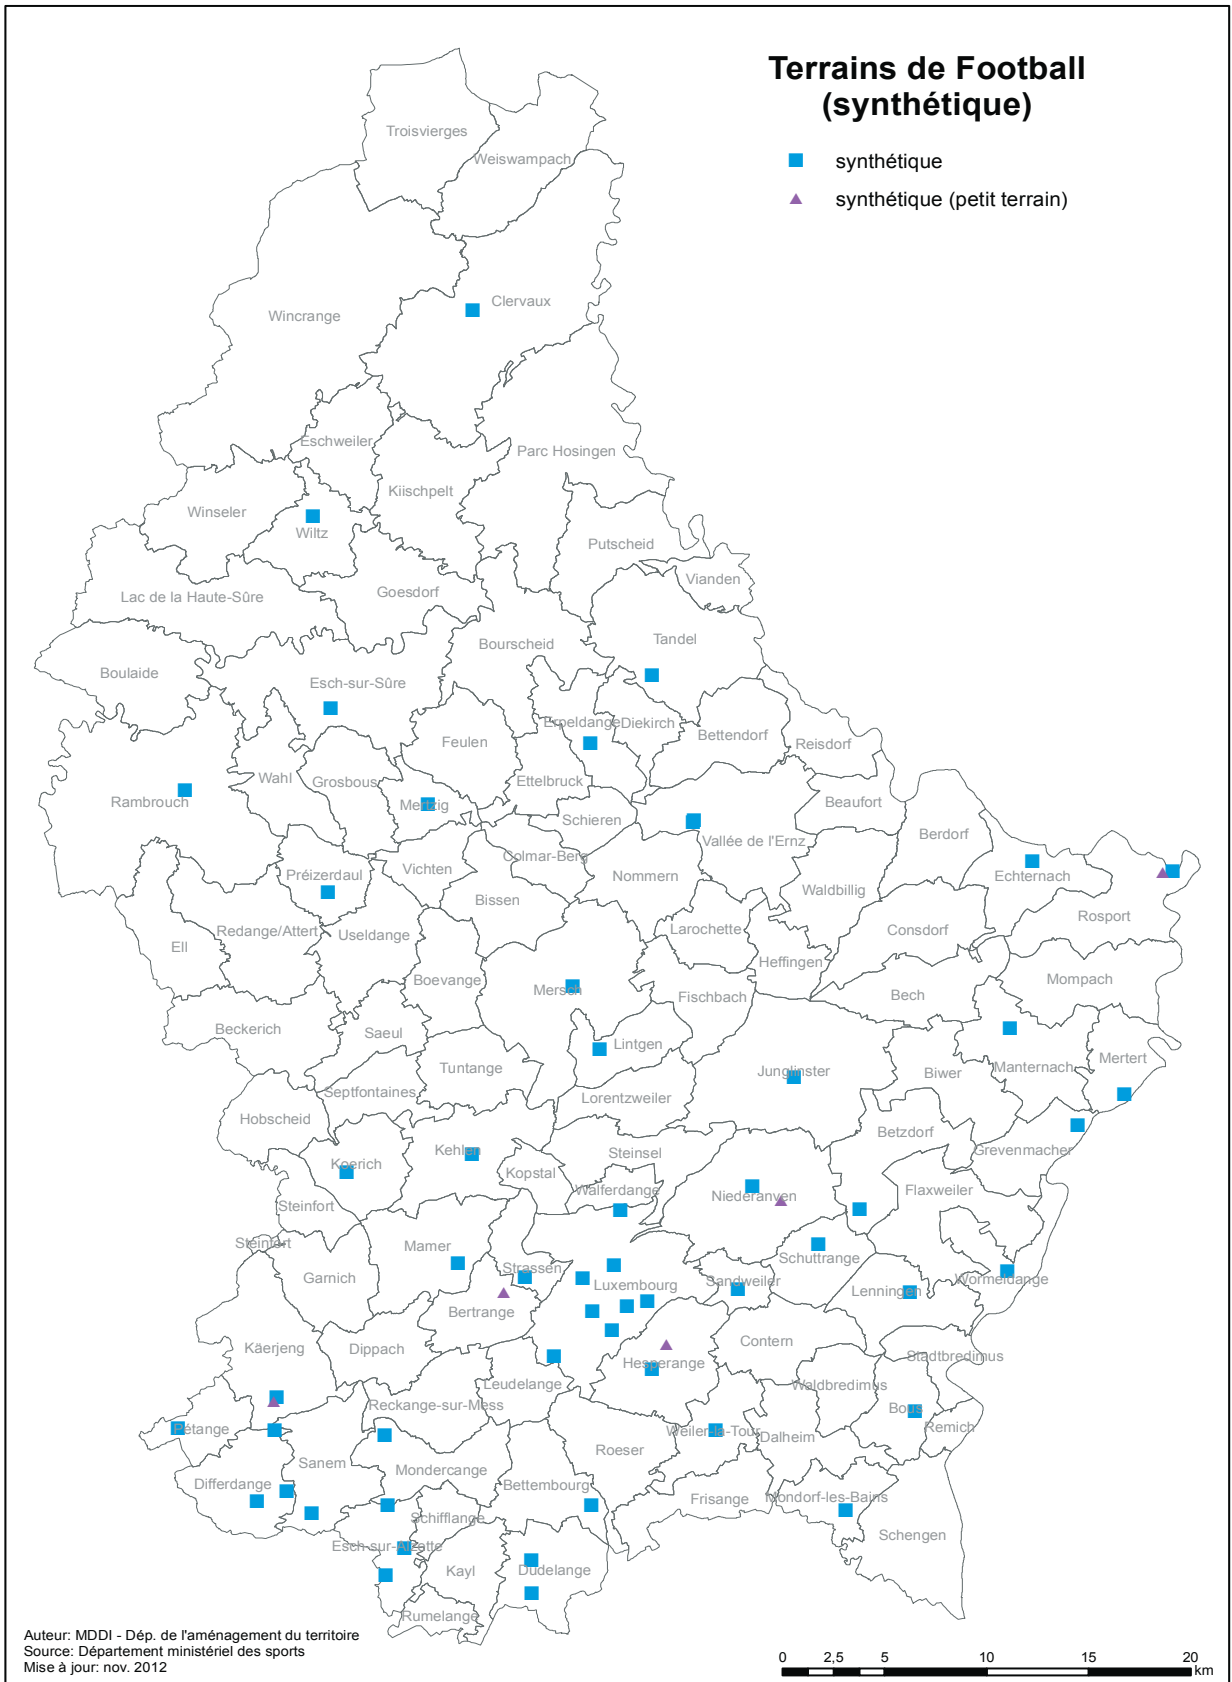 Terrains de Football
(synthétique)
synthétique
synthétique (petit terrain)
Troisvierges
Weiswampach
Clervaux
Wincrange
Eschweiler
Parc Hosingen
Kiischpelt
Winseler
Wiltz
Putscheid
Vianden
Goesdorf
Lac de la Haute-Sûre
Tandel
Bourscheid
Boulaide
Esch-sur-Sûre
Erpeldange
Diekirch
Bettendorf
Feulen
Reisdorf
Wahl
Grosbous
Ettelbruck
Rambrouch
Mertzig
Beaufort
Schieren
Berdorf
Vallée de l'Ernz
Colmar-Berg
Vichten
Préizerdaul
Nommern
Echternach
Waldbillig
Bissen
Rosport
Larochette
Consdorf
Redange/Attert
Useldange
Ell
Heffingen
Boevange
Mompach
Mersch
Fischbach
Bech
Beckerich
Saeul
Lintgen
Mertert
Tuntange
Junglinster
Biwer
Manternach
Septfontaines
Lorentzweiler
Hobscheid
Betzdorf
Kehlen
Steinsel
Grevenmacher
Koerich
Kopstal
Walferdange
Niederanven
Flaxweiler
Steinfort
Steinfort
Mamer
Schuttrange
Strassen
Garnich
Luxembourg
Sandweiler
Lenningen
Wormeldange
Bertrange
Contern
Käerjeng
Dippach
Hesperange
Stadtbredimus
Leudelange
Waldbredimus
Reckange-sur-Mess
Bous
Pétange
Weiler-la-Tour
Dalheim
Remich
Roeser
Sanem
Mondercange
Differdange
Bettembourg
Frisange
Mondorf-les-Bains
Schifflange
Schengen
Esch-sur-Alzette
Kayl
Dudelange
Rumelange
Auteur: MDDI - Dép. de l'aménagement du territoire
Source: Département ministériel des sports
Mise à jour: nov. 2012
0 2,5 5 10 15 20
km